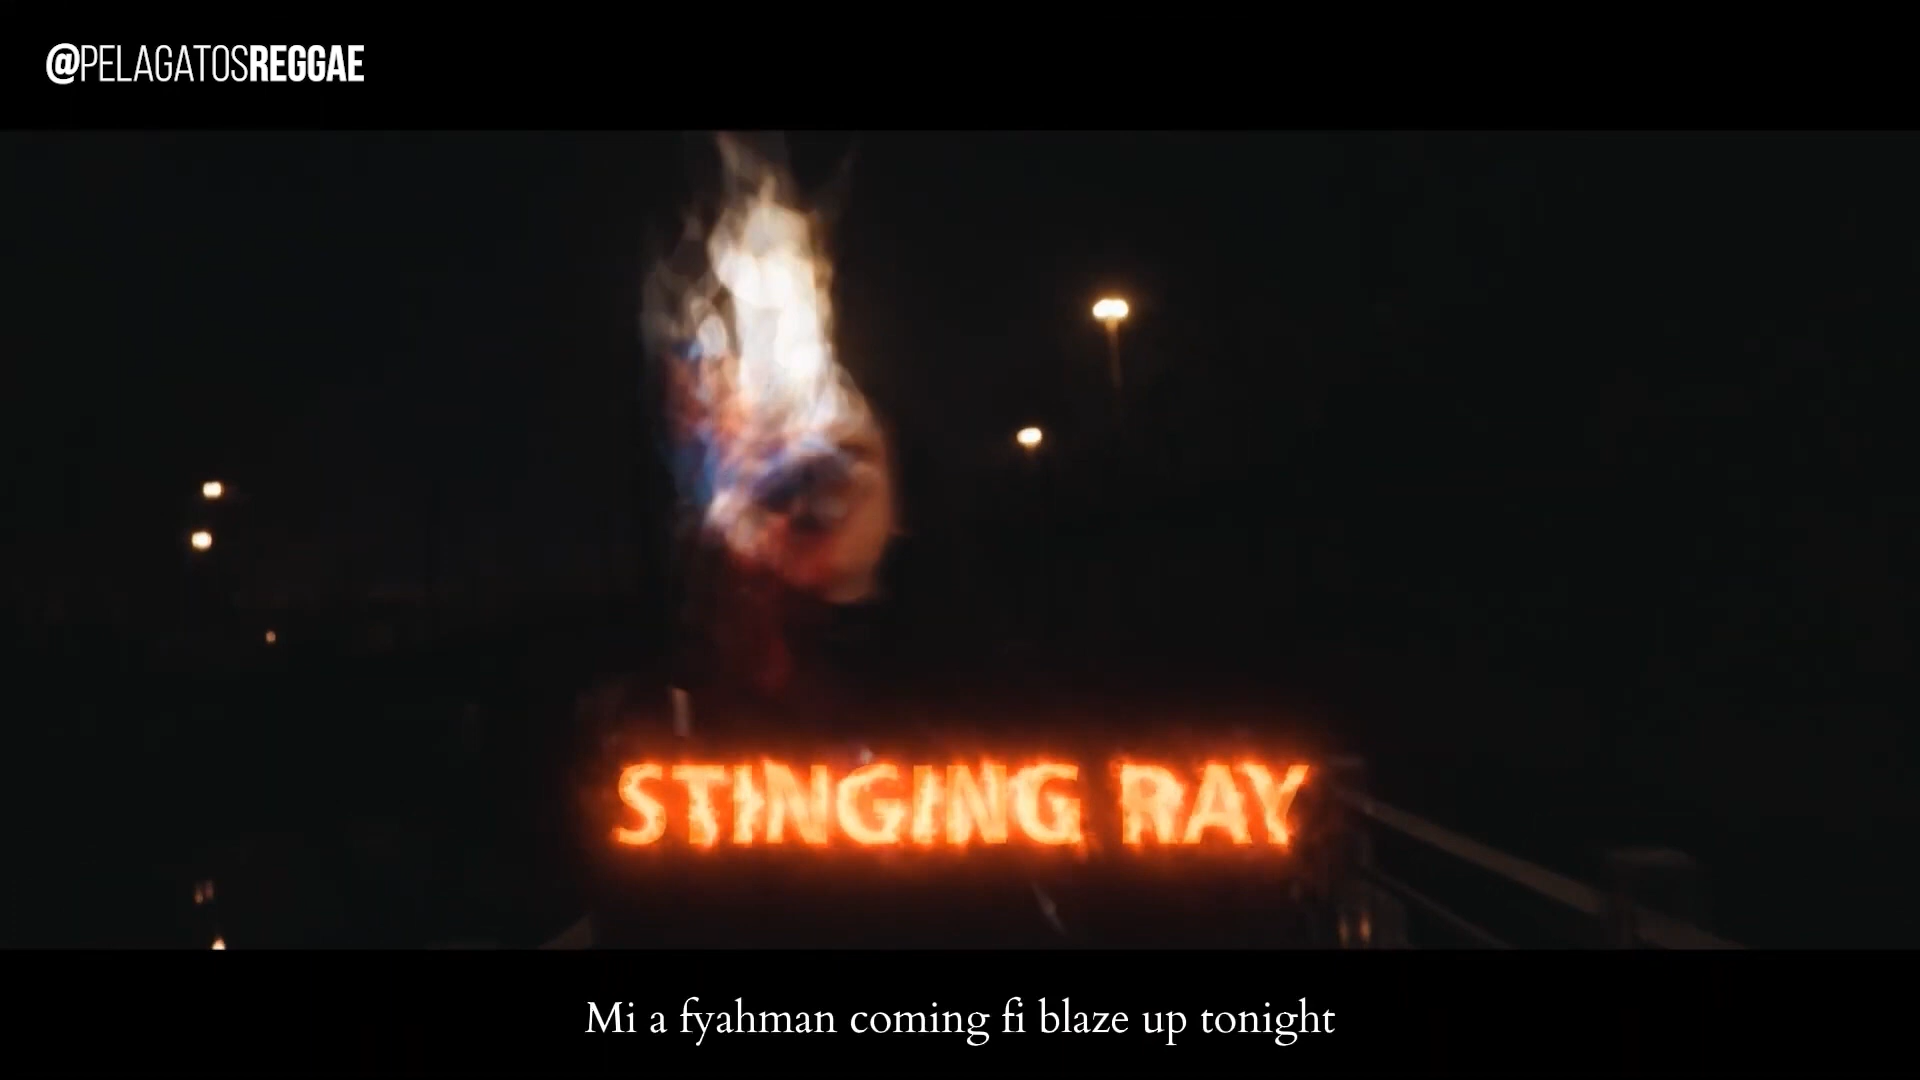 @PELAGATOSREGGAE
STINGING RAY
Mi a fyahman coming fi blaze up tonight